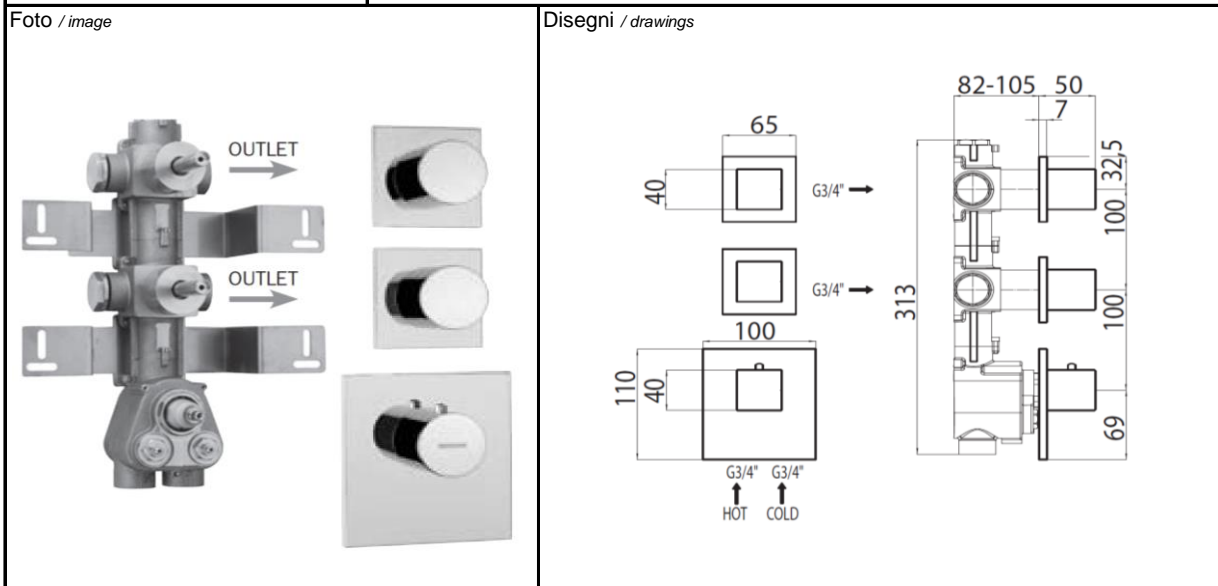 Foto / image
OUTLET
OUTLET
Disegni / drawings
65
40
G3/4"
G3/4"
100
110
40
G3/4" G3/4"
HOT COLD
82-105 50
7
32,5
100
313
100
69